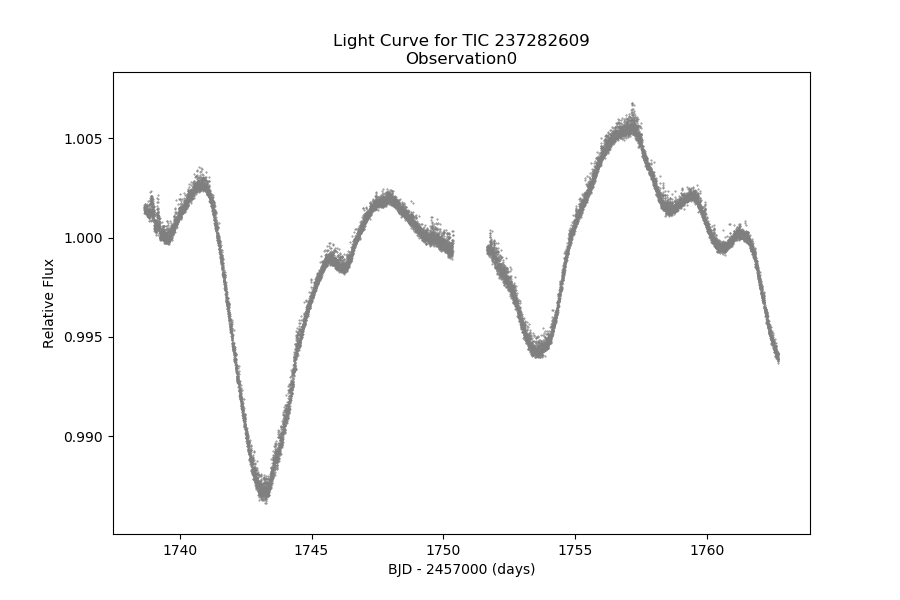 Light Curve for TIC 237282609
Observation0
1.005
1.000
0.995
0.990
Relative Flux
1740
1745
1750
1755
1760
BJD - 2457000 (days)